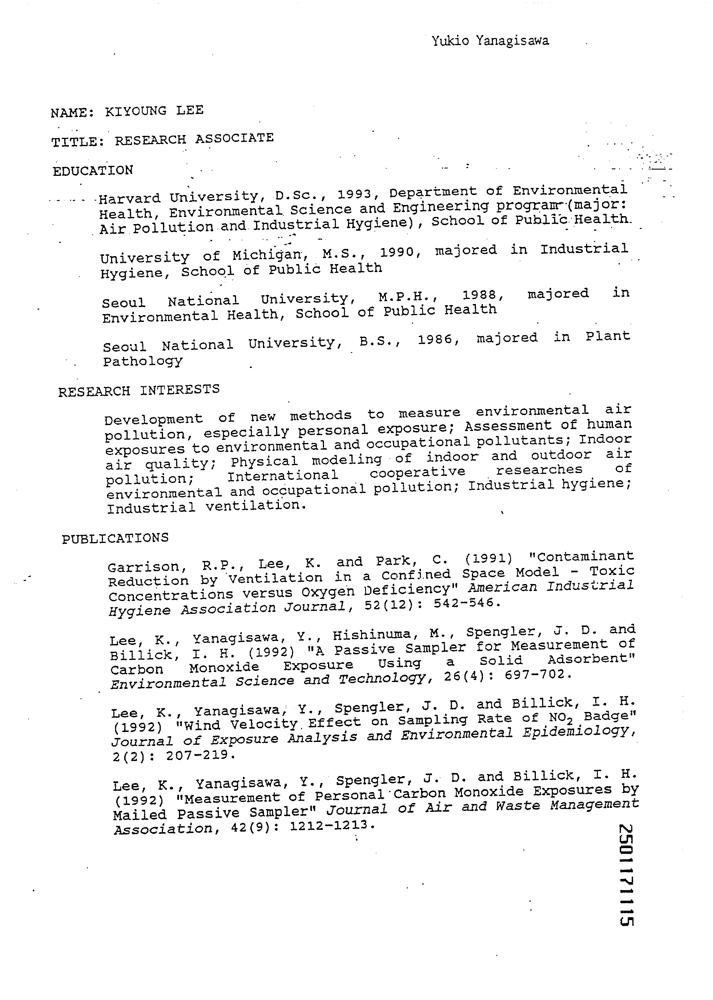 Yukio Yanagisawa
NAME: KIYOUNG LEE
TITLE: RESEARCH ASSOCIATE
EDUCATION
Harvard University, D.Sc., 1993, Department of Environmental
Health, Environmental Science and Engineering program (major:
Air Pollution and Industrial Hygiene), School of Public Health.
University of Michigan, M.S., 1990, majored in Industrial
Hygiene, School of Public Health
Seoul National University, M.P.H., 1988, majored in
Environmental Health, School of Public Health
Seoul National University, B.S., 1986, majored in Plant
Pathology
RESEARCH INTERESTS
Development of new methods to measure environmental air
pollution, especially personal exposure; Assessment of human
exposures to environmental and occupational pollutants; Indoor
air quality; Physical modeling of indoor and outdoor air
pollution; International cooperative researches of
environmental and occupational pollution; Industrial hygiene;
Industrial ventilation.
PUBLICATIONS
Garrison, R.P., Lee, K. and Park, C. (1991) "Contaminant
Reduction by Ventilation in a Confined Space Model - Toxic
Concentrations versus Oxygen Deficiency" American Industrial
Hygiene Association Journal, 52(12): 542-546.
Lee, K., Yanagisawa, Y., Hishinuma, M., Spengler, J. D. and
Billick, I. H. (1992) "A Passive Sampler for Measurement of
Carbon Monoxide Exposure Using a Solid Adsorbent"
Environmental Science and Technology, 26(4): 697-702.
Lee, K., Yanagisawa, Y., Spengler, J. D. and Billick, I. H.
(1992) "Wind Velocity Effect on Sampling Rate of NO2 Badge"
Journal of Exposure Analysis and Environmental Epidemiology,
2(2): 207-219.
Lee, K., Yanagisawa, Y., Spengler, J. D. and Billick, I. H.
(1992) "Measurement of Personal Carbon Monoxide Exposures by
Mailed Passive Sampler" Journal of Air and Waste Management
Association, 42(9): 1212-1213.
2501171115